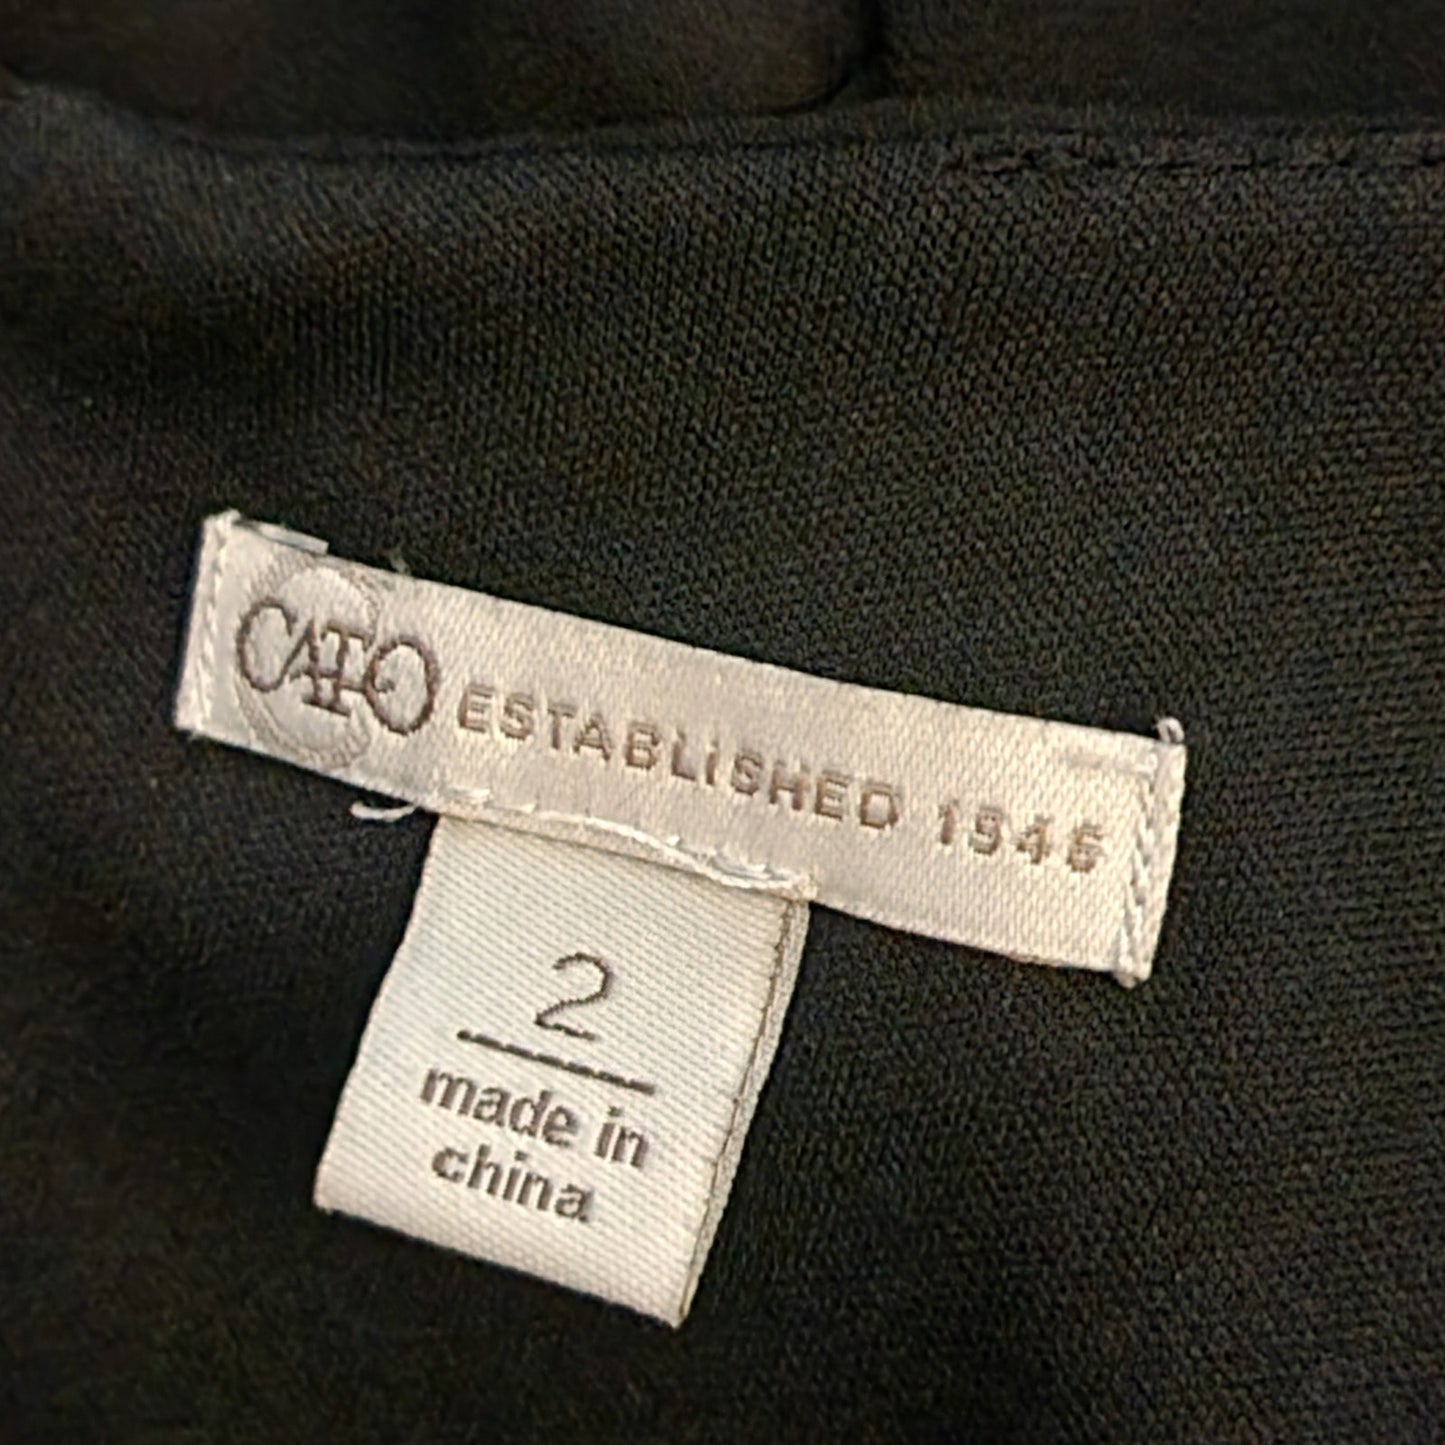 CATO ESTABLiSHED 1946
2
made in
china